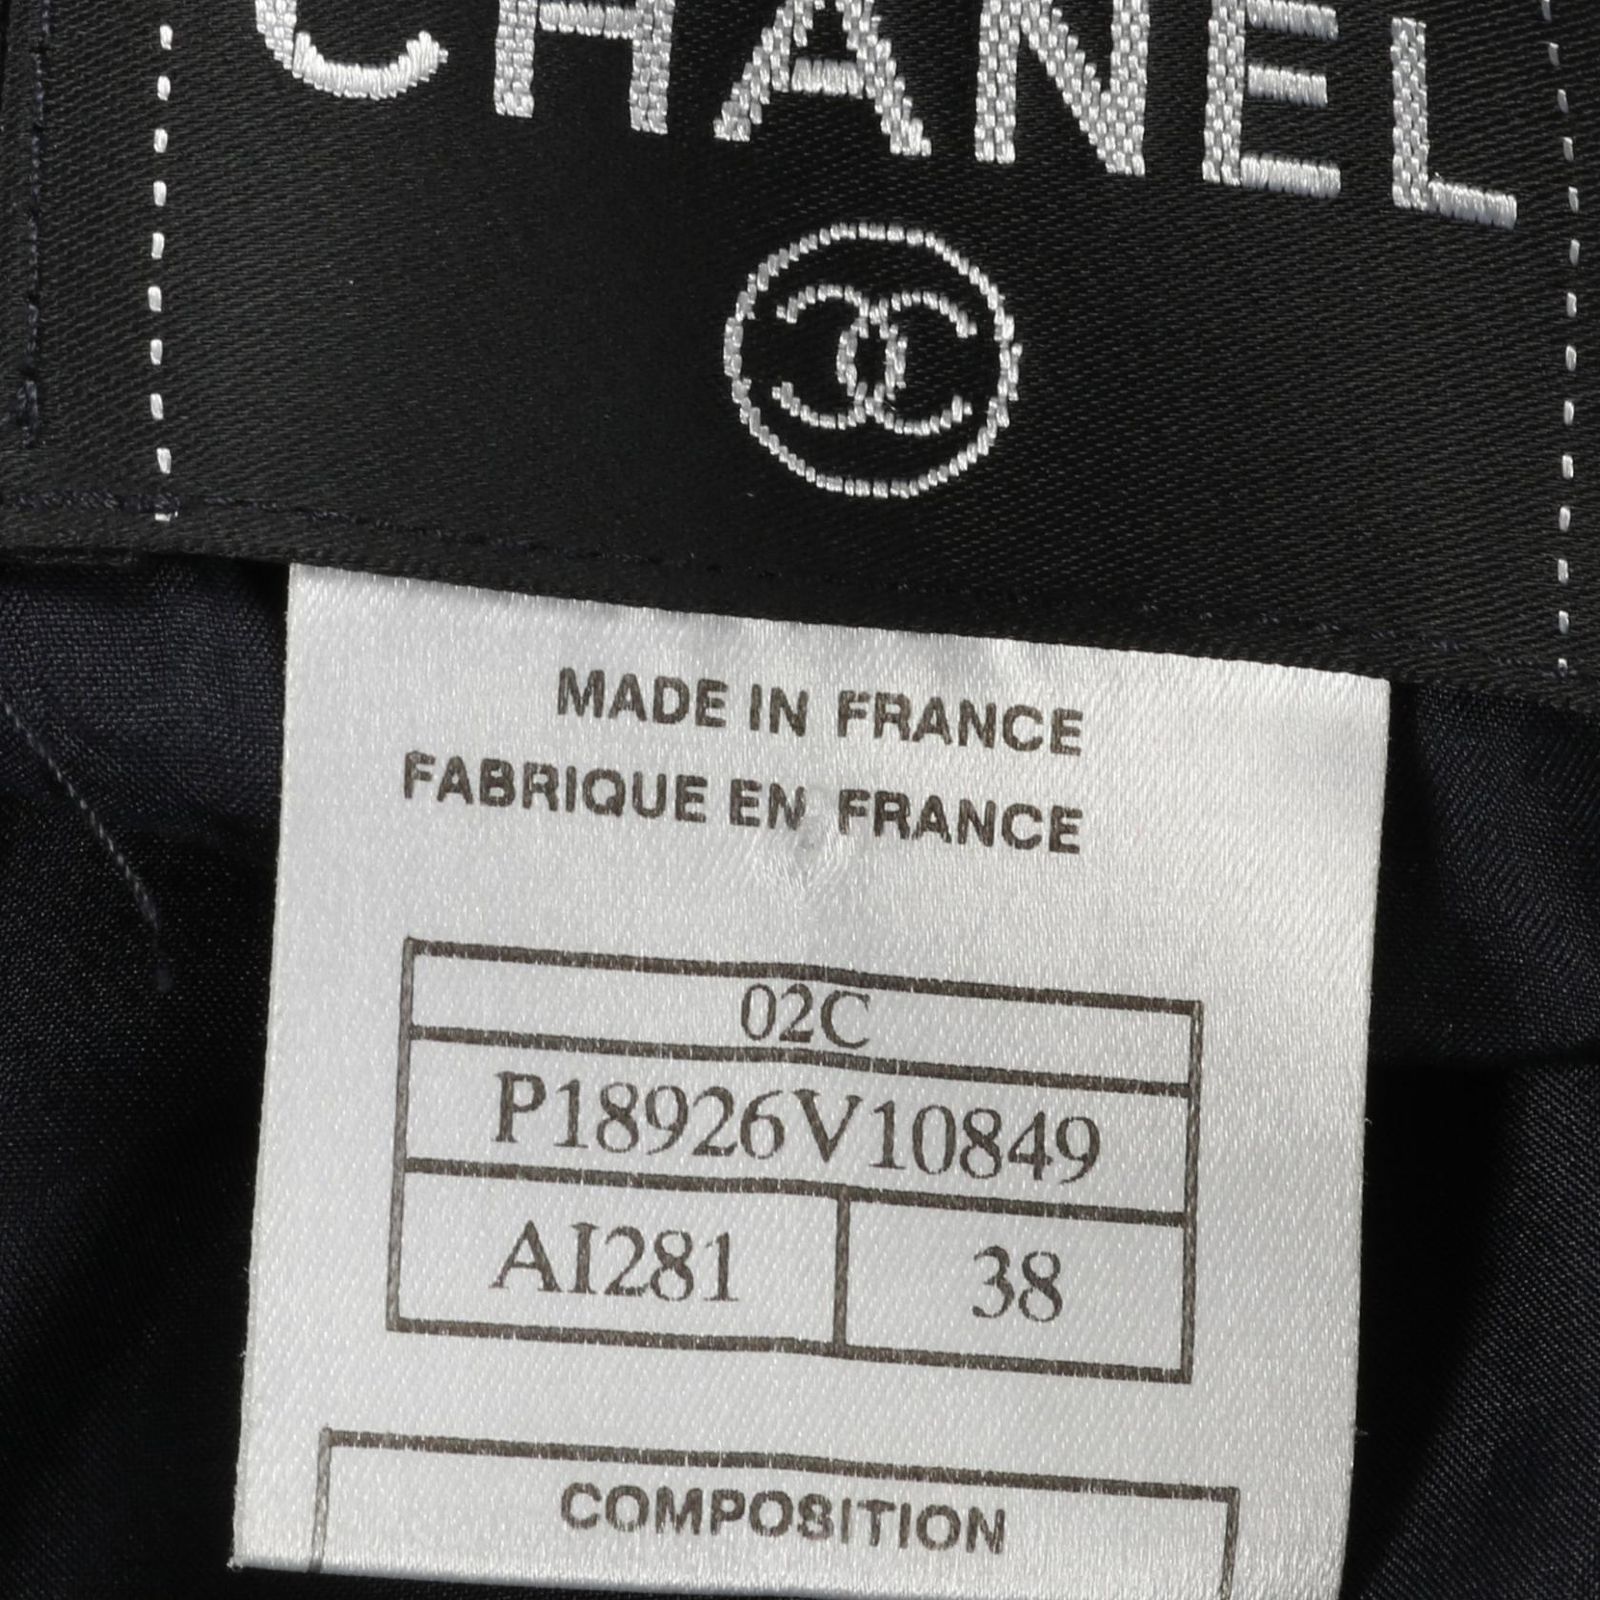 CHANEL
MADE IN FRANCE
FABRIQUE EN FRANCE
02C
P18926V10849
AI281 38
COMPOSITION